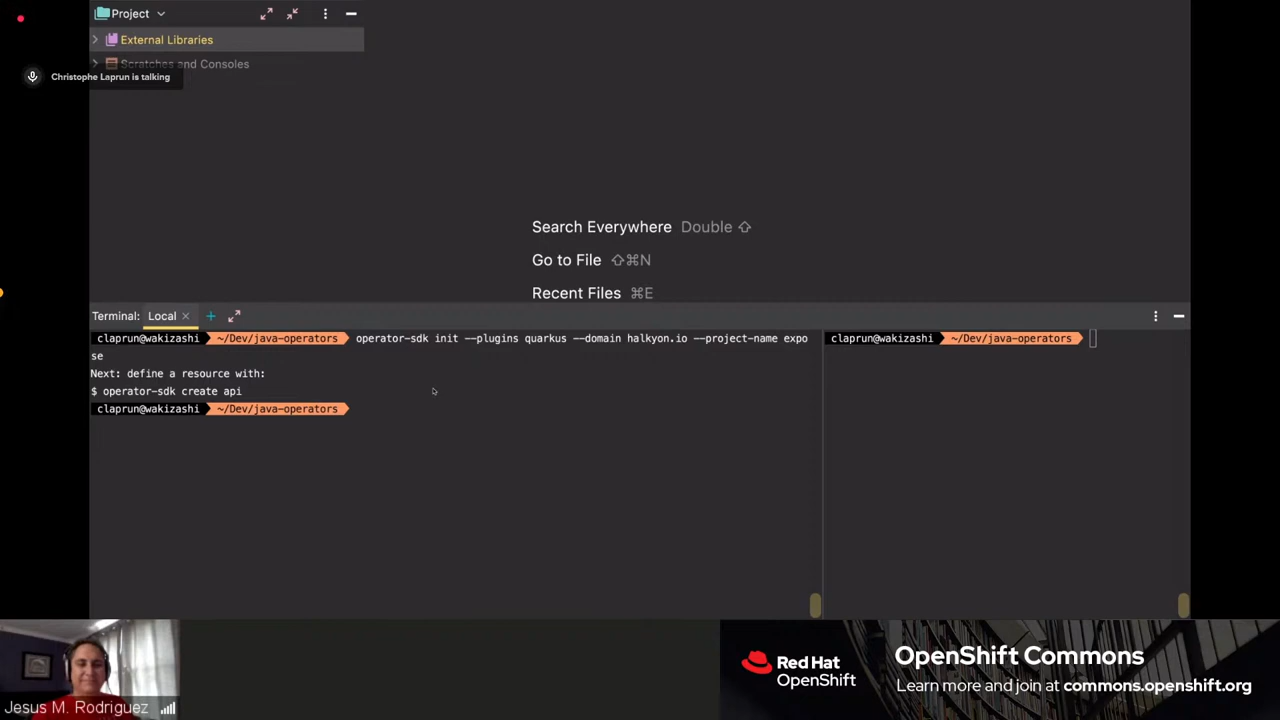 Project
External Libraries
Scratches and Consoles
Christophe Laprun is talking
Search Everywhere Double ⇧
Go to File ⇧⌘N
Recent Files ⌘E
Terminal: Local
claprun@wakizashi ~/Dev/java-operators operator-sdk init --plugins quarkus --domain halkyon.io --project-name expo
se
Next: define a resource with:
$ operator-sdk create api
claprun@wakizashi ~/Dev/java-operators
claprun@wakizashi ~/Dev/java-operators
Jesus M. Rodriguez
Red Hat
OpenShift
OpenShift Commons
Learn more and join at commons.openshift.org